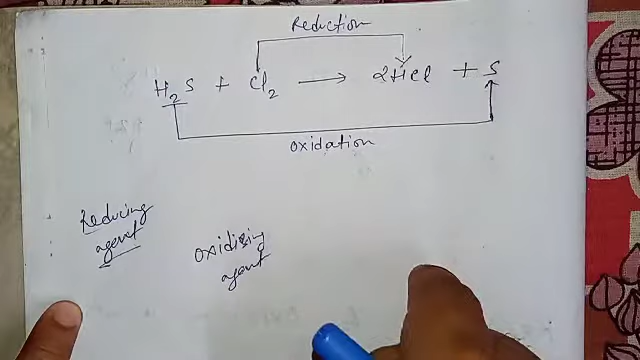 Reduction
H₂S + Cl₂ → 2HCl + S
Oxidation
Reducing
agent
Oxidising
agent